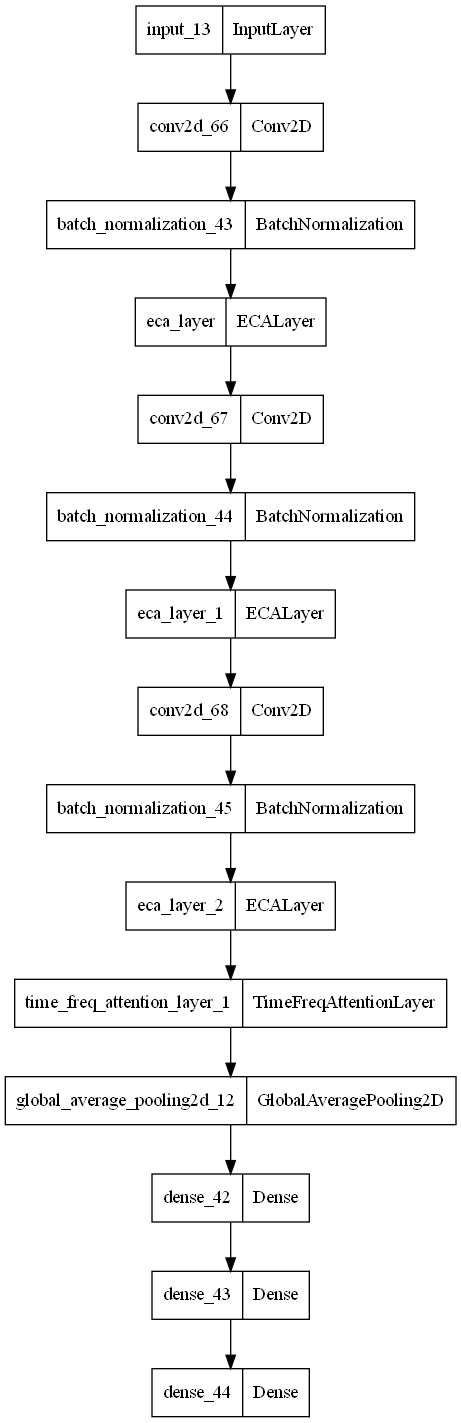 input_13 InputLayer
conv2d_66 Conv2D
batch_normalization_43 BatchNormalization
eca_layer ECALayer
conv2d_67 Conv2D
batch_normalization_44 BatchNormalization
eca_layer_1 ECALayer
conv2d_68 Conv2D
batch_normalization_45 BatchNormalization
eca_layer_2 ECALayer
time_freq_attention_layer_1 TimeFreqAttentionLayer
global_average_pooling2d_12 GlobalAveragePooling2D
dense_42 Dense
dense_43 Dense
dense_44 Dense